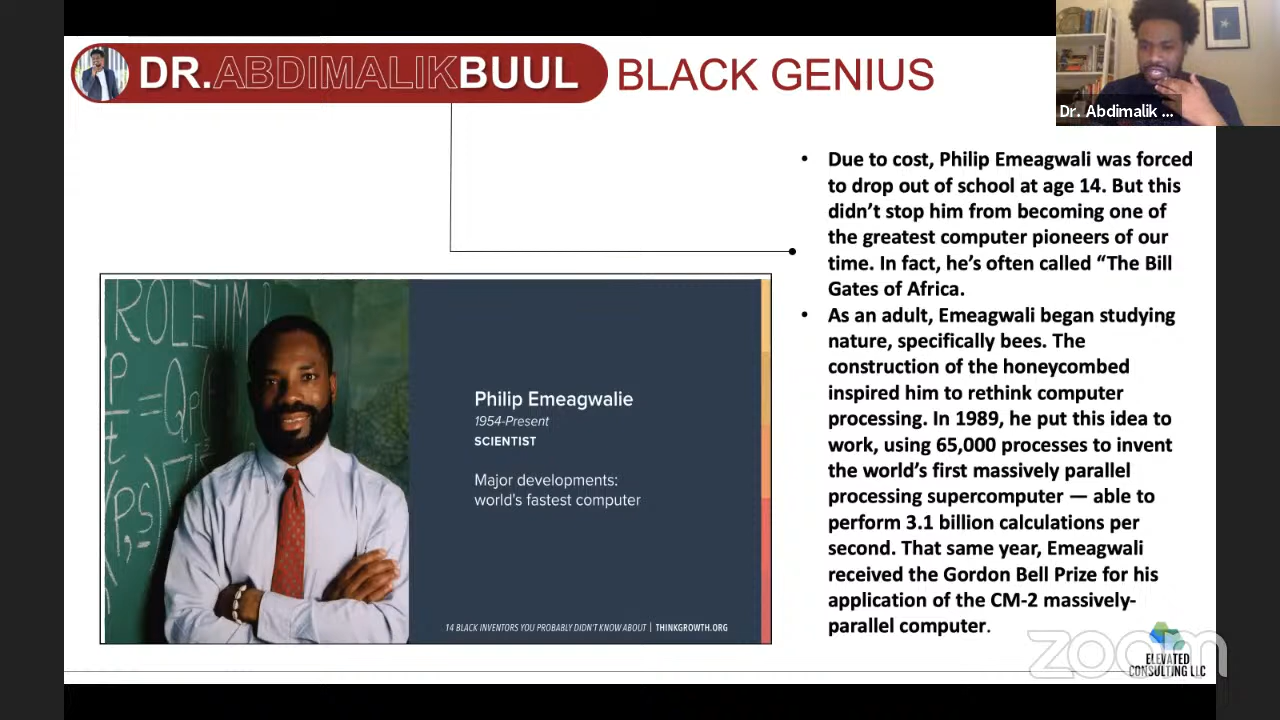 DR.ABDIMALIKBUUL BLACK GENIUS
Dr. Abdimalik ...
• Due to cost, Philip Emeagwali was forced
to drop out of school at age 14. But this
didn’t stop him from becoming one of
the greatest computer pioneers of our
time. In fact, he’s often called “The Bill
Gates of Africa.
• As an adult, Emeagwali began studying
nature, specifically bees. The
construction of the honeycombed
inspired him to rethink computer
processing. In 1989, he put this idea to
work, using 65,000 processes to invent
the world’s first massively parallel
processing supercomputer — able to
perform 3.1 billion calculations per
second. That same year, Emeagwali
received the Gordon Bell Prize for his
application of the CM-2 massively-
parallel computer.
Philip Emeagwalie
1954-Present
SCIENTIST
Major developments:
world's fastest computer
14 BLACK INVENTORS YOU PROBABLY DIDN'T KNOW ABOUT | THINKGROWTH.ORG
zoom
ELEVATED
CONSULTING LLC